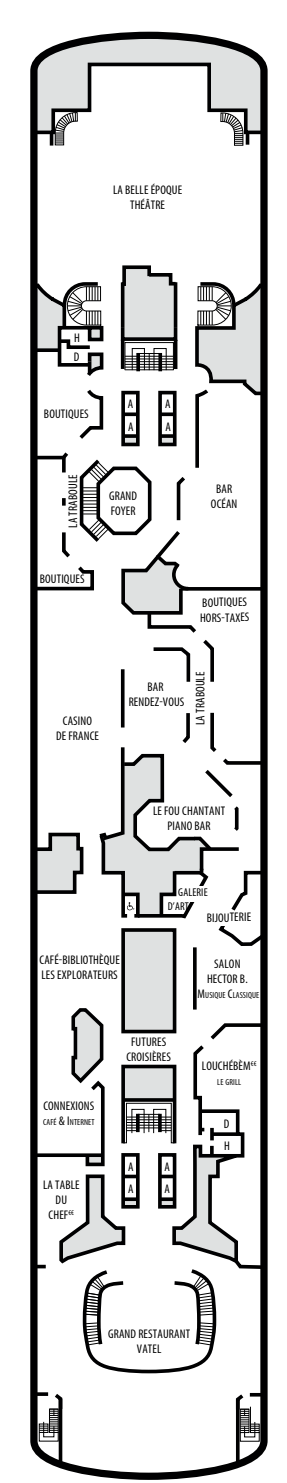 LA BELLE ÉPOQUE
THÉÂTRE
H
D
BOUTIQUES
A
A
A
A
LA TRABOULE
GRAND
FOYER
BAR
OCÉAN
BOUTIQUES
BOUTIQUES
HORS-TAXES
BAR
RENDEZ-VOUS
LA TRABOULE
CASINO
DE FRANCE
LE FOU CHANTANT
PIANO BAR
GALERIE
D'ART
BIJOUTERIE
CAFÉ-BIBLIOTHÈQUE
LES EXPLORATEURS
SALON
HECTOR B.
MUSIQUE CLASSIQUE
FUTURES
CROISIÈRES
LOUCHÉBÈM€€
LE GRILL
CONNEXIONS
CAFÉ & INTERNET
D
H
A
A
A
A
LA TABLE
DU
CHEF€€
GRAND RESTAURANT
VATEL